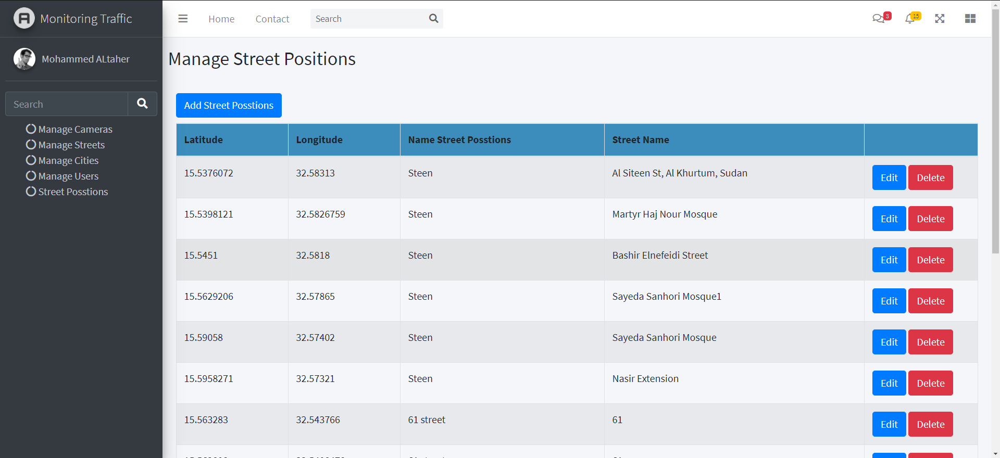 Monitoring Traffic
Home Contact Search 3 15
Mohammed ALtaher
Search
Manage Cameras
Manage Streets
Manage Cities
Manage Users
Street Posstions
Manage Street Positions
Add Street Posstions
Latitude Longitude Name Street Posstions Street Name
15.5376072 32.58313 Steen Al Siteen St, Al Khurtum, Sudan Edit Delete
15.5398121 32.5826759 Steen Martyr Haj Nour Mosque Edit Delete
15.5451 32.5818 Steen Bashir Elnefeidi Street Edit Delete
15.5629206 32.57865 Steen Sayeda Sanhori Mosque1 Edit Delete
15.59058 32.57402 Steen Sayeda Sanhori Mosque Edit Delete
15.5958271 32.57321 Steen Nasir Extension Edit Delete
15.563283 32.543766 61 street 61 Edit Delete